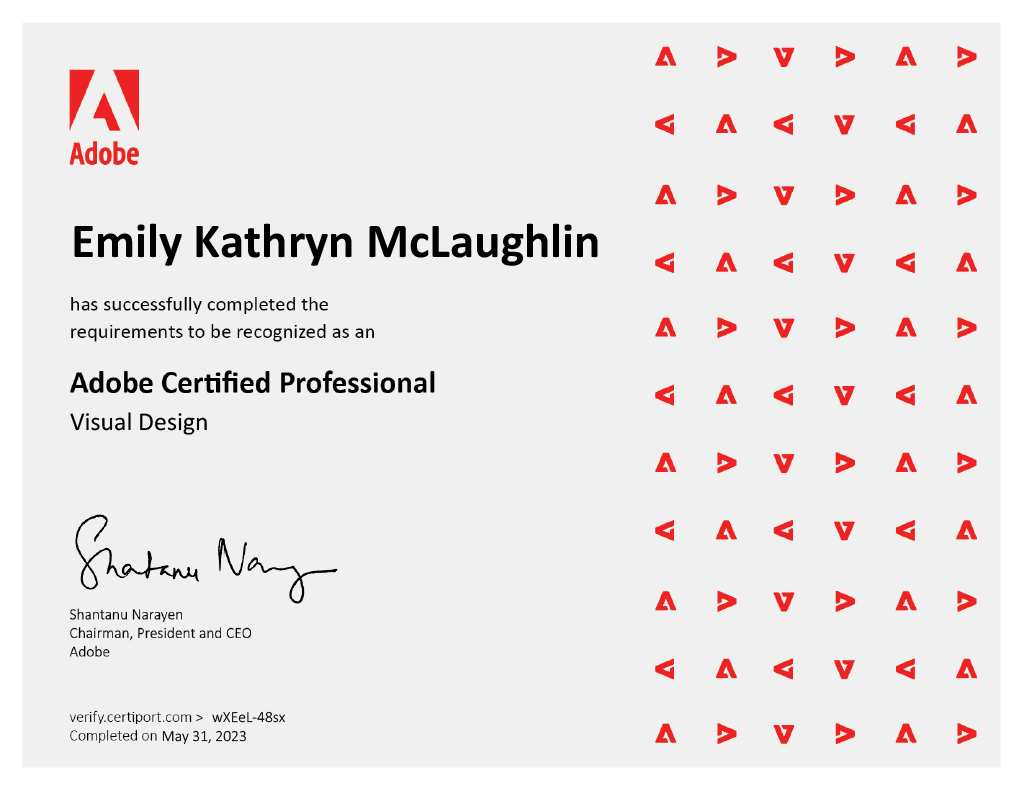 Adobe
Emily Kathryn McLaughlin
has successfully completed the
requirements to be recognized as an
Adobe Certified Professional
Visual Design
Shantanu Narayen
Shantanu Narayen
Chairman, President and CEO
Adobe
verify.certiport.com > wXEeL-48sx
Completed on May 31, 2023